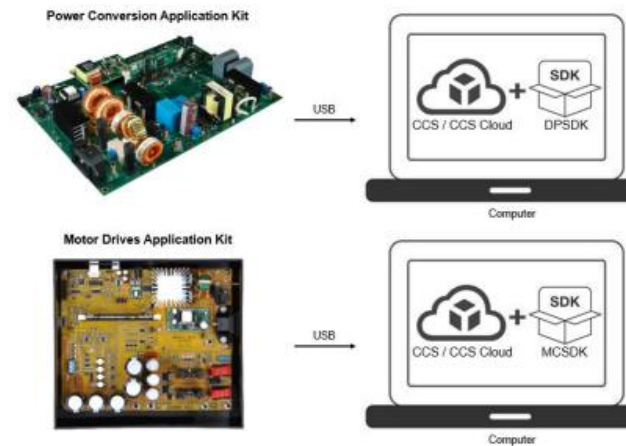 Power Conversion Application Kit
USB
SDK
CCS / CCS Cloud
DPSDK
Computer
Motor Drives Application Kit
USB
SDK
CCS / CCS Cloud
MCSDK
Computer